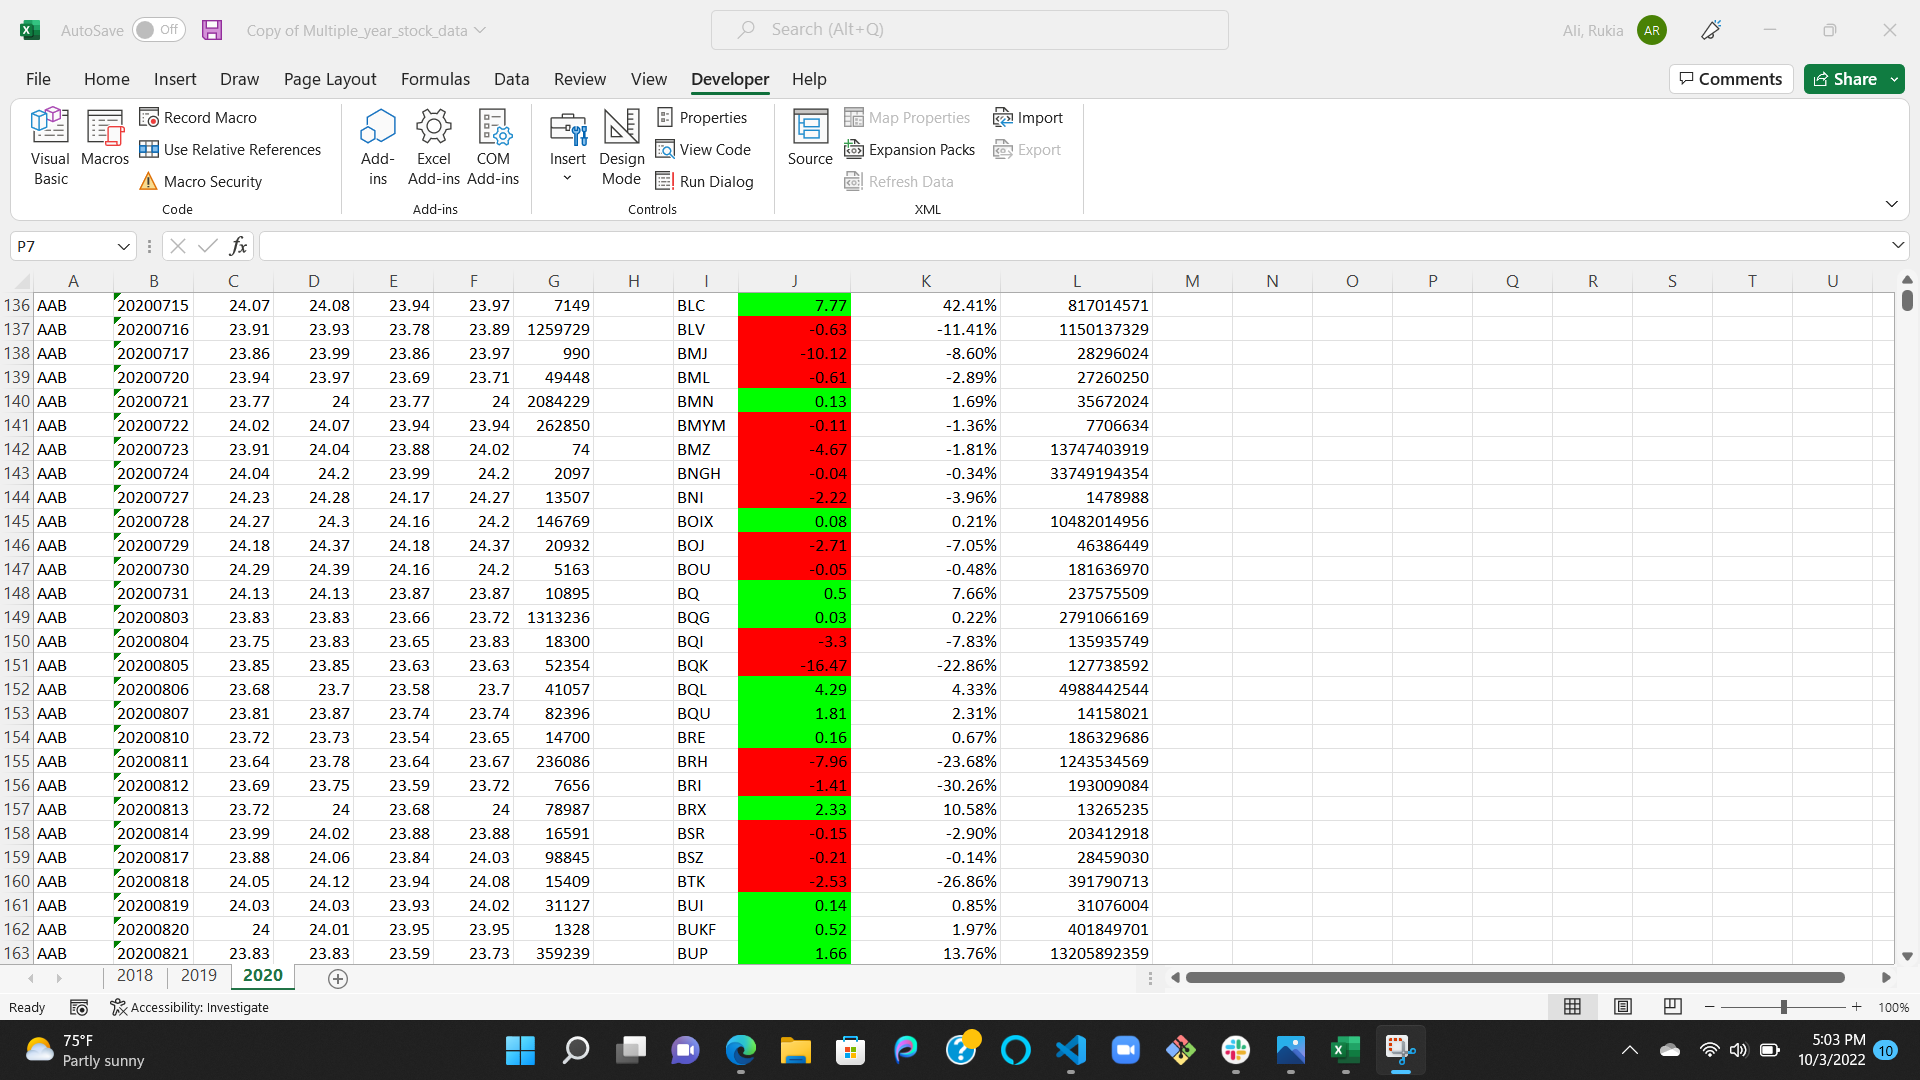 AutoSave Off Copy of Multiple_year_stock_data Search (Alt+Q) Ali, Rukia AR
File Home Insert Draw Page Layout Formulas Data Review View Developer Help Comments Share
Visual Basic Macros Record Macro Use Relative References Macro Security Code
Add-ins Excel Add-ins COM Add-ins Add-ins
Insert Design Mode Properties View Code Run Dialog Controls
Source Map Properties Expansion Packs Refresh Data Import Export XML
P7 fx
A B C D E F G H I J K L M N O P Q R S T U
136 AAB 20200715 24.07 24.08 23.94 23.97 7149 BLC 7.77 42.41% 817014571
137 AAB 20200716 23.91 23.93 23.78 23.89 1259729 BLV -0.63 -11.41% 1150137329
138 AAB 20200717 23.86 23.99 23.86 23.97 990 BMJ -10.12 -8.60% 28296024
139 AAB 20200720 23.94 23.97 23.69 23.71 49448 BML -0.61 -2.89% 27260250
140 AAB 20200721 23.77 24 23.77 24 2084229 BMN 0.13 1.69% 35672024
141 AAB 20200722 24.02 24.07 23.94 23.94 262850 BMYM -0.11 -1.36% 7706634
142 AAB 20200723 23.91 24.04 23.88 24.02 74 BMZ -4.67 -1.81% 13747403919
143 AAB 20200724 24.04 24.2 23.99 24.2 2097 BNGH -0.04 -0.34% 33749194354
144 AAB 20200727 24.23 24.28 24.17 24.27 13507 BNI -2.22 -3.96% 1478988
145 AAB 20200728 24.27 24.3 24.16 24.2 146769 BOIX 0.08 0.21% 10482014956
146 AAB 20200729 24.18 24.37 24.18 24.37 20932 BOJ -2.71 -7.05% 46386449
147 AAB 20200730 24.29 24.39 24.16 24.2 5163 BOU -0.05 -0.48% 181636970
148 AAB 20200731 24.13 24.13 23.87 23.87 10895 BQ 0.5 7.66% 237575509
149 AAB 20200803 23.83 23.83 23.66 23.72 1313236 BQG 0.03 0.22% 2791066169
150 AAB 20200804 23.75 23.83 23.65 23.83 18300 BQI -3.3 -7.83% 135935749
151 AAB 20200805 23.85 23.85 23.63 23.63 52354 BQK -16.47 -22.86% 127738592
152 AAB 20200806 23.68 23.7 23.58 23.7 41057 BQL 4.29 4.33% 4988442544
153 AAB 20200807 23.81 23.87 23.74 23.74 82396 BQU 1.81 2.31% 14158021
154 AAB 20200810 23.72 23.73 23.54 23.65 14700 BRE 0.16 0.67% 186329686
155 AAB 20200811 23.64 23.78 23.64 23.67 236086 BRH -7.96 -23.68% 1243534569
156 AAB 20200812 23.69 23.75 23.59 23.72 7656 BRI -1.41 -30.26% 193009084
157 AAB 20200813 23.72 24 23.68 24 78987 BRX 2.33 10.58% 13265235
158 AAB 20200814 23.99 24.02 23.88 23.88 16591 BSR -0.15 -2.90% 203412918
159 AAB 20200817 23.88 24.06 23.84 24.03 98845 BSZ -0.21 -0.14% 28459030
160 AAB 20200818 24.05 24.12 23.94 24.08 15409 BTK -2.53 -26.86% 391790713
161 AAB 20200819 24.03 24.03 23.93 24.02 31127 BUI 0.14 0.85% 31076004
162 AAB 20200820 24 24.01 23.95 23.95 1328 BUKF 0.52 1.97% 401849701
163 AAB 20200821 23.83 23.83 23.59 23.73 359239 BUP 1.66 13.76% 13205892359
2018 2019 2020
Ready Accessibility: Investigate 100%
75°F 5:03 PM
Partly sunny 10/3/2022 10